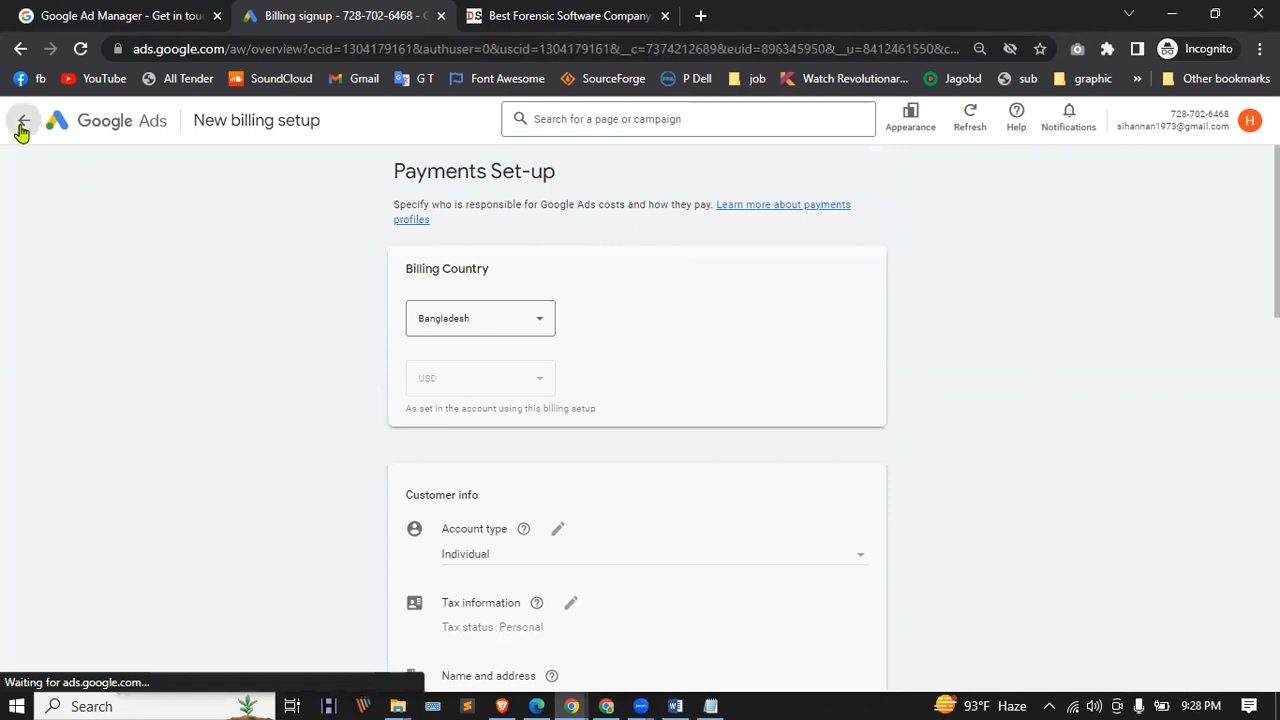 Google Ad Manager - Get in tou
Billing signup - 728-702-6468 - G
DS Best Forensic Software Company
ads.google.com/aw/overview?ocid=1304179161&authuser=0&uscid=1304179161&__c=7374212689&euid=8963459508&__u=8412461550&c...
Incognito
fb YouTube All Tender SoundCloud Gmail G T Font Awesome SourceForge P Dell job Watch Revolutionar... Jagobd sub graphic » Other bookmarks
Google Ads New billing setup
Search for a page or campaign
Appearance Refresh Help Notifications
728-702-6468
sihannan1973@gmail.com
H
Payments Set-up
Specify who is responsible for Google Ads costs and how they pay. Learn more about payments
profiles
Billing Country
Bangladesh
USD
As set in the account using this billing setup
Customer info
Account type
Individual
Tax information
Tax status: Personal
Name and address
Waiting for ads.google.com...
Search
93°F Haze
9:28 PM